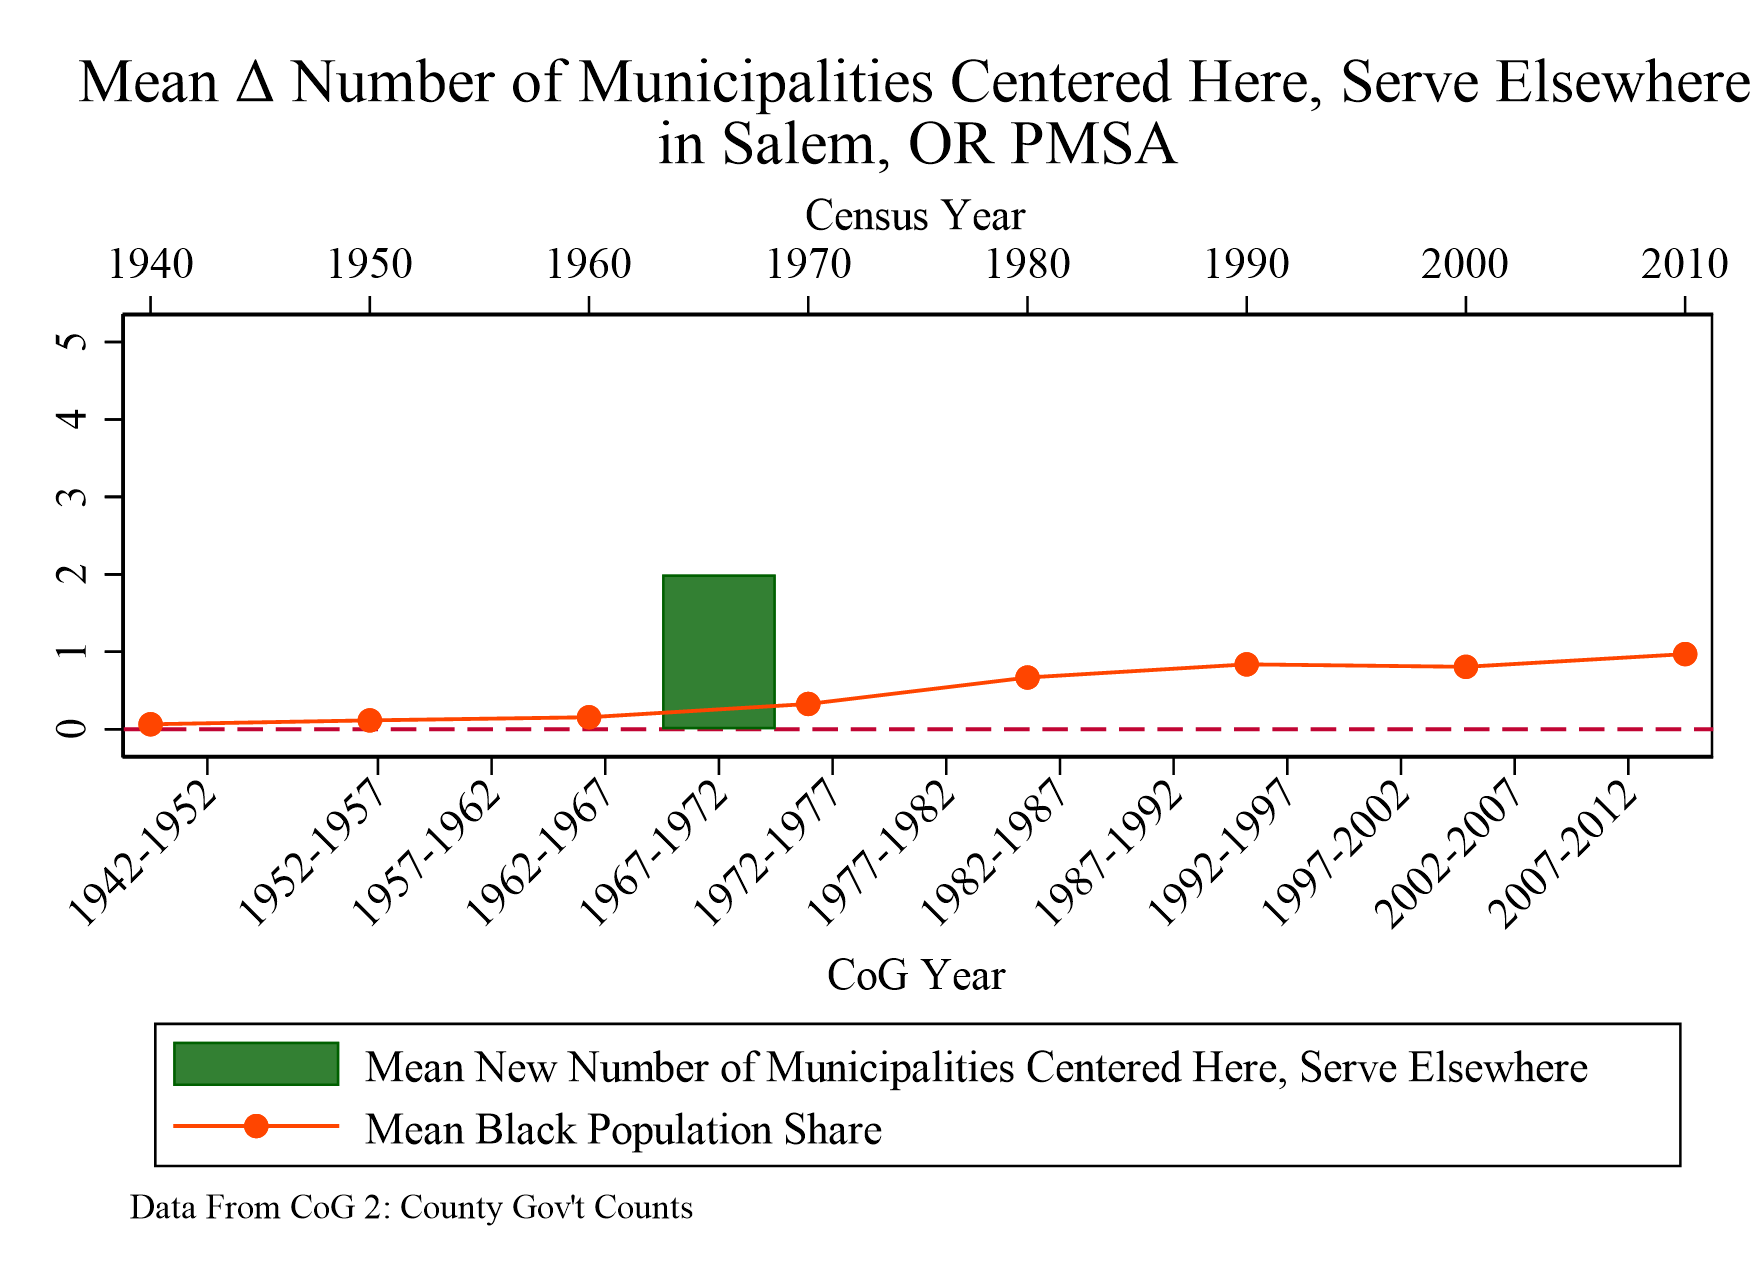 Mean Δ Number of Municipalities Centered Here, Serve Elsewhere
in Salem, OR PMSA
Census Year
1940 1950 1960 1970 1980 1990 2000 2010
5
4
3
2
1
0
1942-1952 1952-1957 1957-1962 1962-1967 1967-1972 1972-1977 1977-1982 1982-1987 1987-1992 1992-1997 1997-2002 2002-2007 2007-2012
CoG Year
Mean New Number of Municipalities Centered Here, Serve Elsewhere
Mean Black Population Share
Data From CoG 2: County Gov't Counts